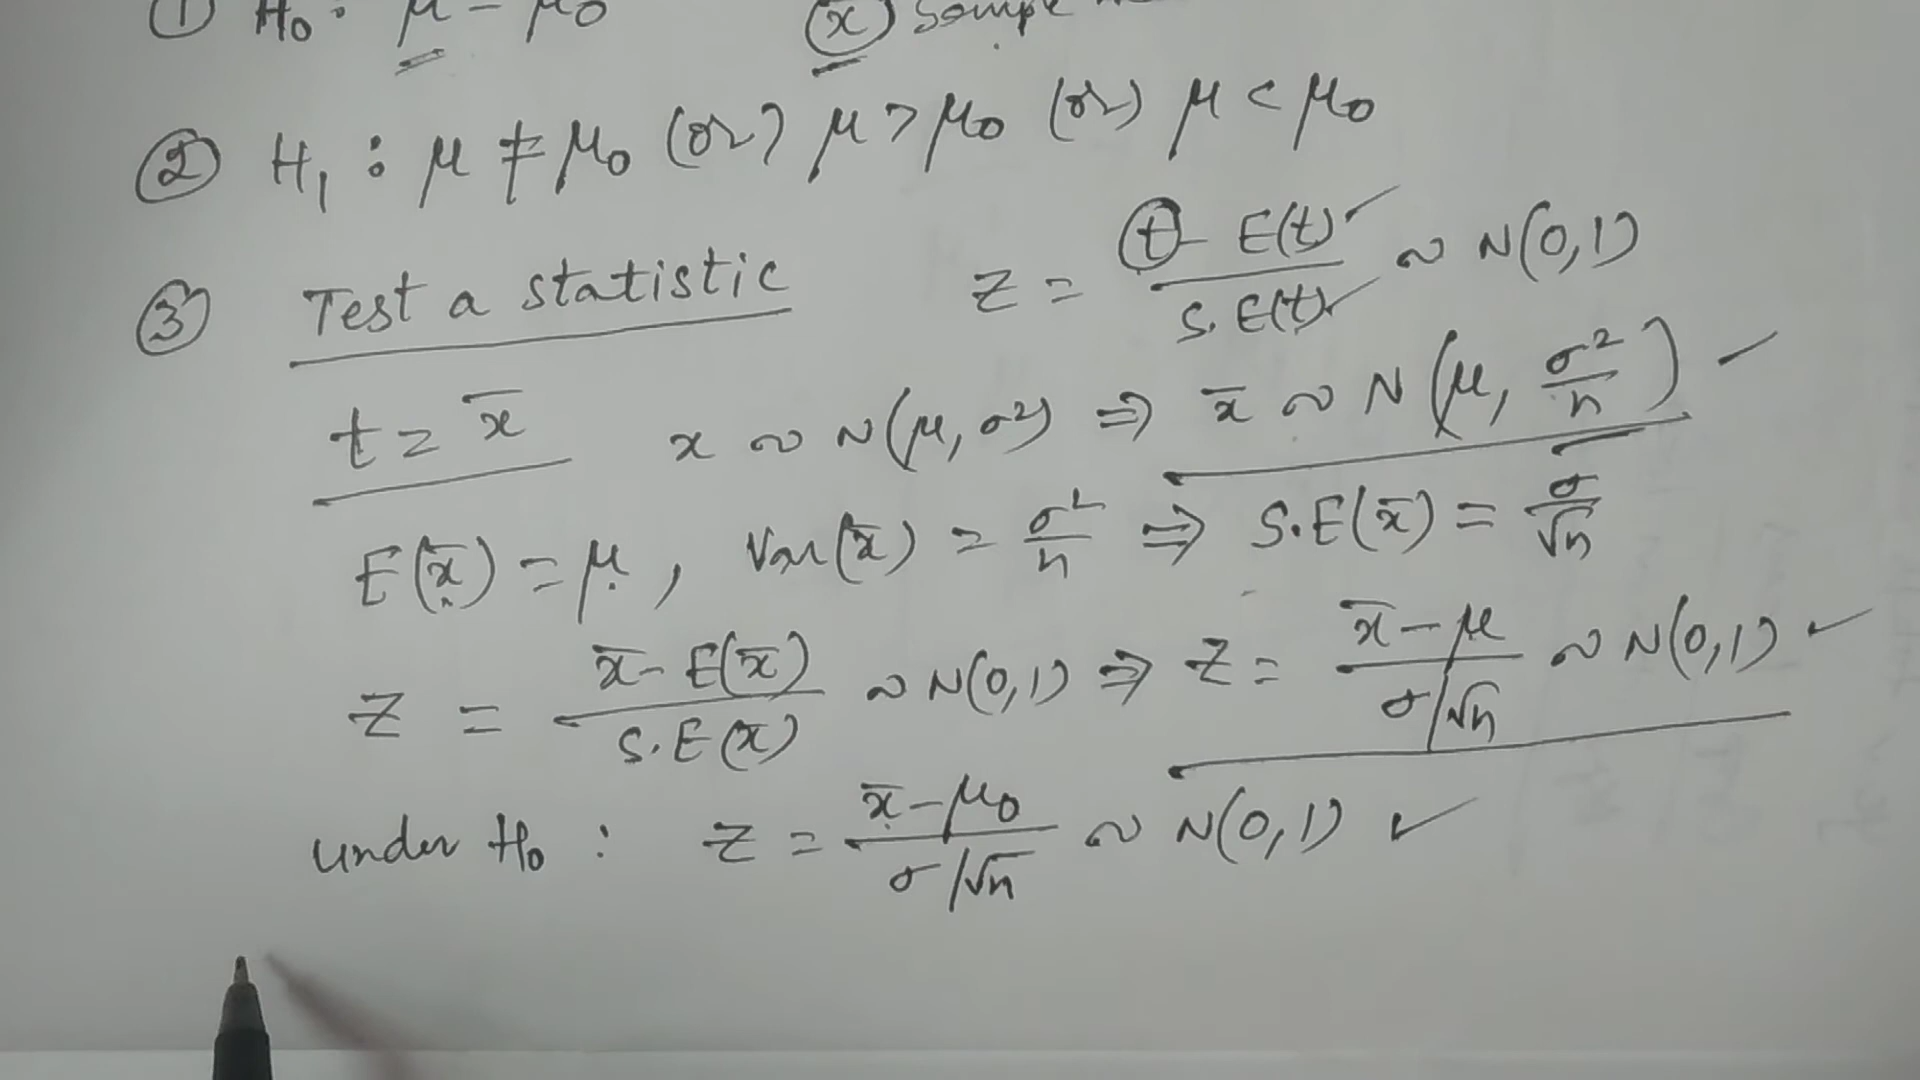 ① H₀ : μ = μ₀ x̄ Sample
② H₁ : μ ≠ μ₀ (or) μ > μ₀ (or) μ < μ₀
③ Test a statistic z = t - E(t) / S.E(t) ~ N(0,1)
t = x̄ x ~ N(μ, σ²) ⇒ x̄ ~ N(μ, σ²/n)
E(x̄) = μ, Var(x̄) = σ²/n ⇒ S.E(x̄) = σ/√n
Z = x̄ - E(x̄) / S.E(x̄) ~ N(0,1) ⇒ Z = x̄ - μ / σ/√n ~ N(0,1) ✓
under H₀ : Z = x̄ - μ₀ / σ/√n ~ N(0,1) ✓